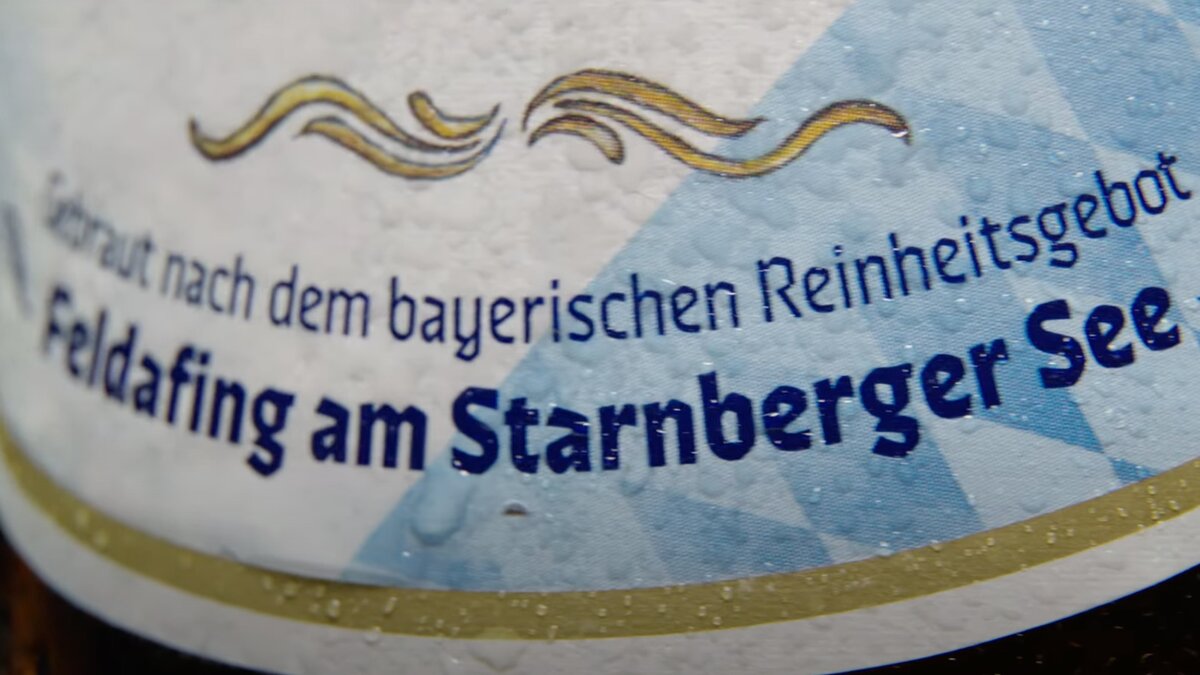 Gebraut nach dem bayerischen Reinheitsgebot
Feldafing am Starnberger See